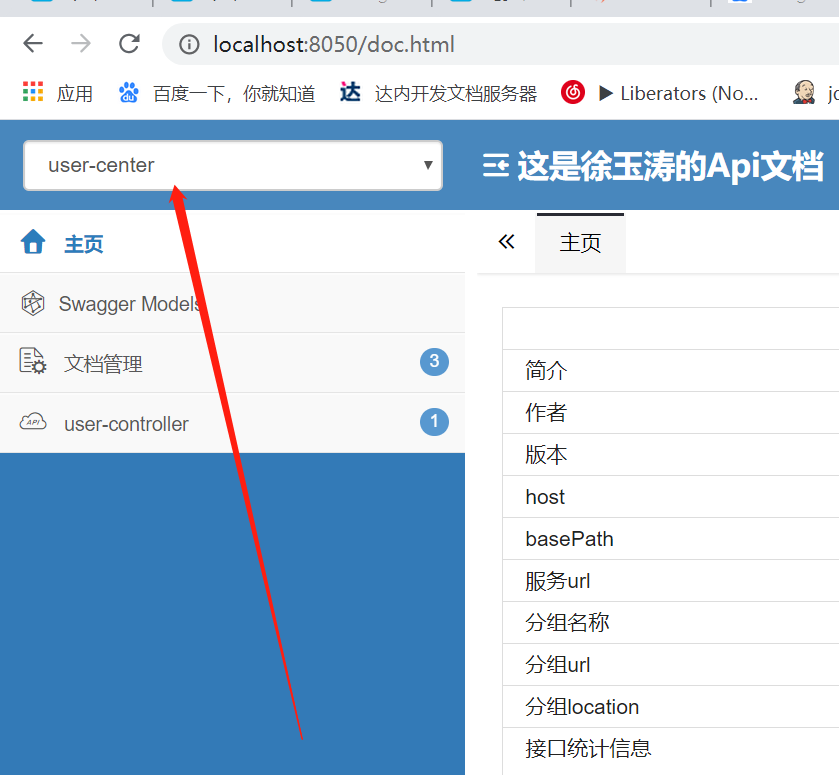 localhost:8050/doc.html
应用 百度一下，你就知道 达内开发文档服务器 ▶ Liberators (No...
user-center
这是徐玉涛的Api文档
主页
Swagger Models
文档管理 3
user-controller 1
主页
简介
作者
版本
host
basePath
服务url
分组名称
分组url
分组location
接口统计信息